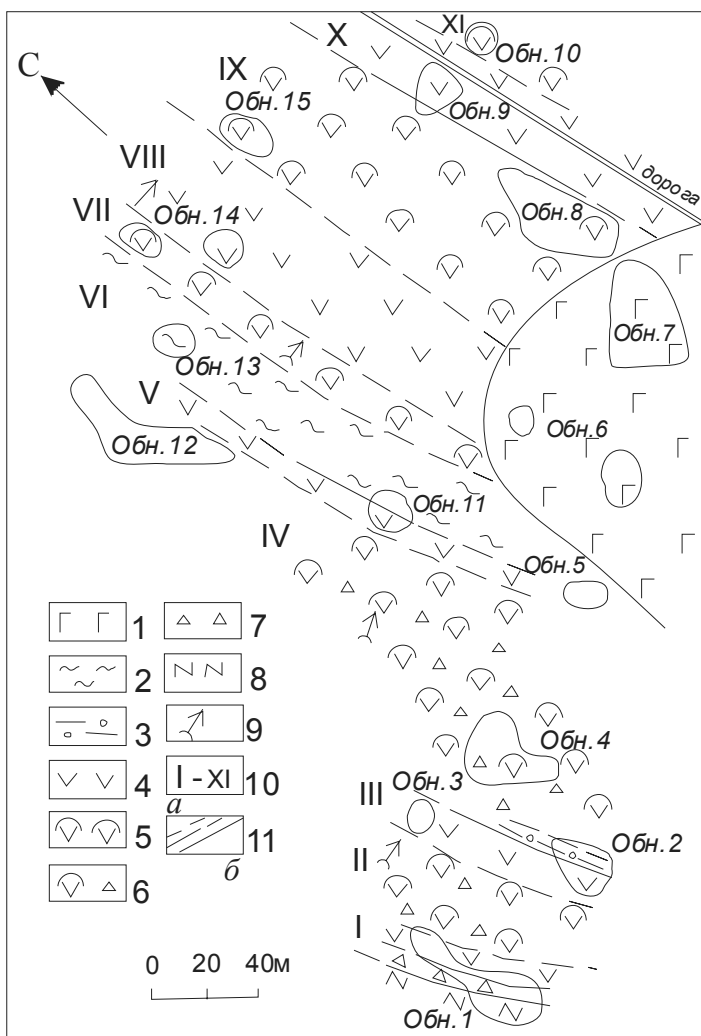 XI
X
Обн.10
С
IX
Обн.15
Обн.9
VIII
дорога
VII
Обн.14
Обн.8
VI
Обн.7
Обн.13
V
Обн.6
Обн.12
Обн.11
IV
Обн.5
1
7
2
8
3
9
Обн.4
4
I - XI
10
Обн.3
а
III
5
11
Обн.2
б
II
6
I
0 20 40м
Обн.1